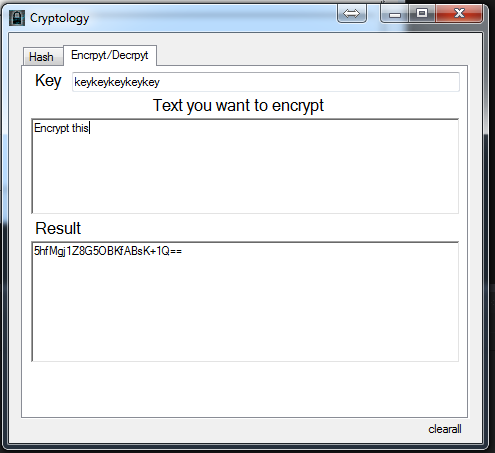 Cryptology
Hash
Encrpyt/Decrpyt
Key
keykeykeykeykey
Text you want to encrypt
Encrypt this
Result
5hfMgj1Z8G5OBKfABsK+1Q==
clearall